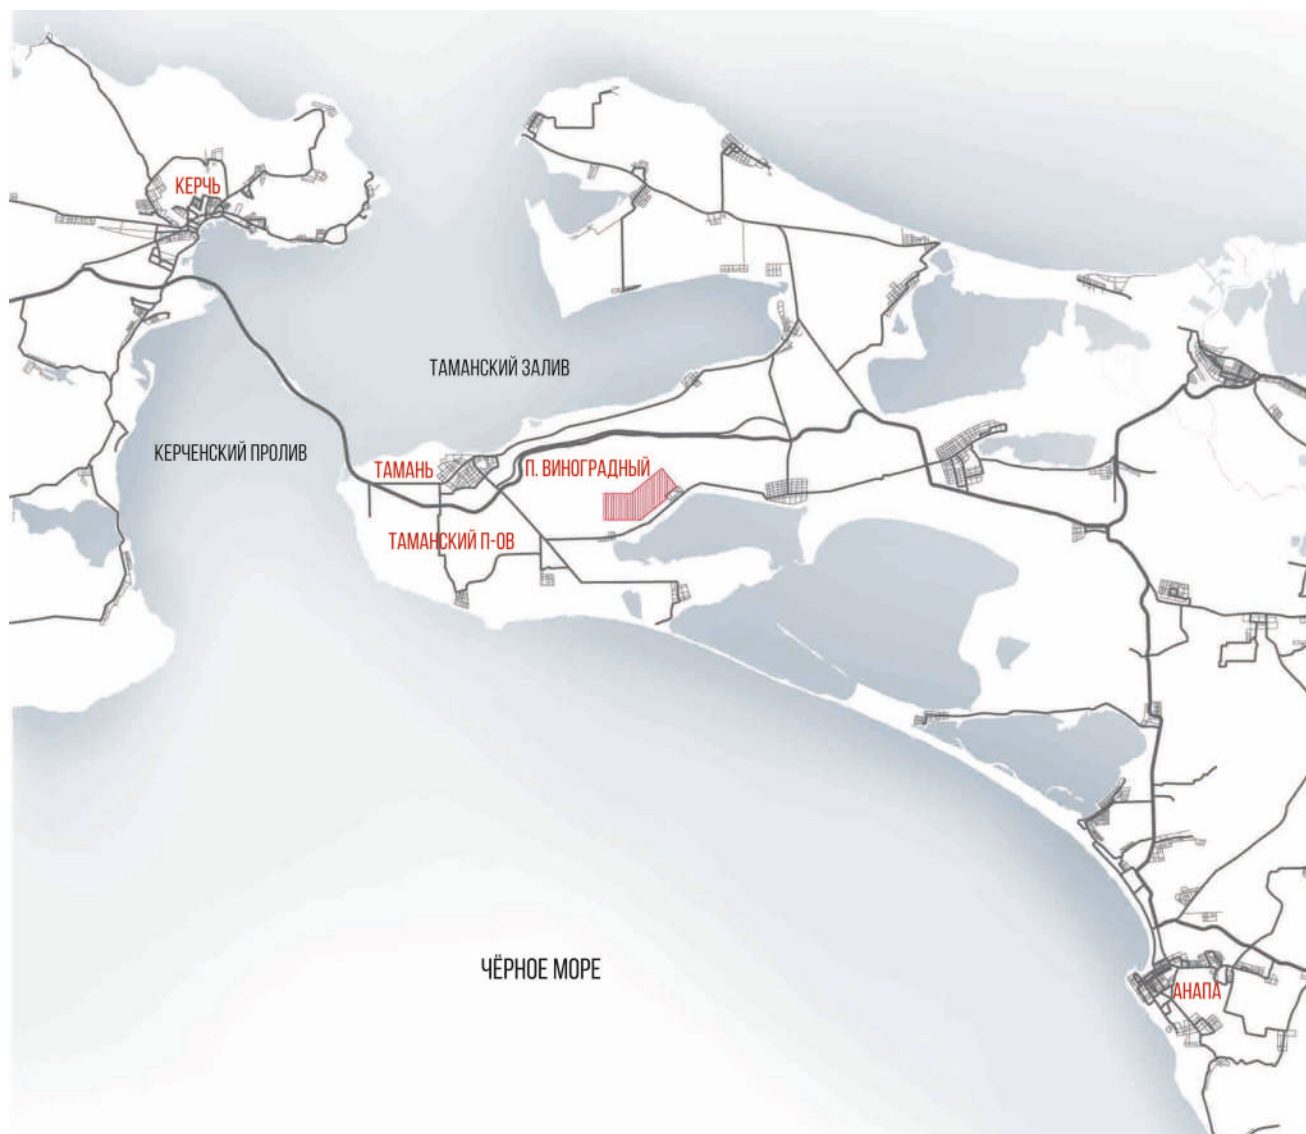 КЕРЧЬ
ТАМАНСКИЙ ЗАЛИВ
КЕРЧЕНСКИЙ ПРОЛИВ
ТАМАНЬ
П. ВИНОГРАДНЫЙ
ТАМАНСКИЙ П-ОВ
ЧЁРНОЕ МОРЕ
АНАПА